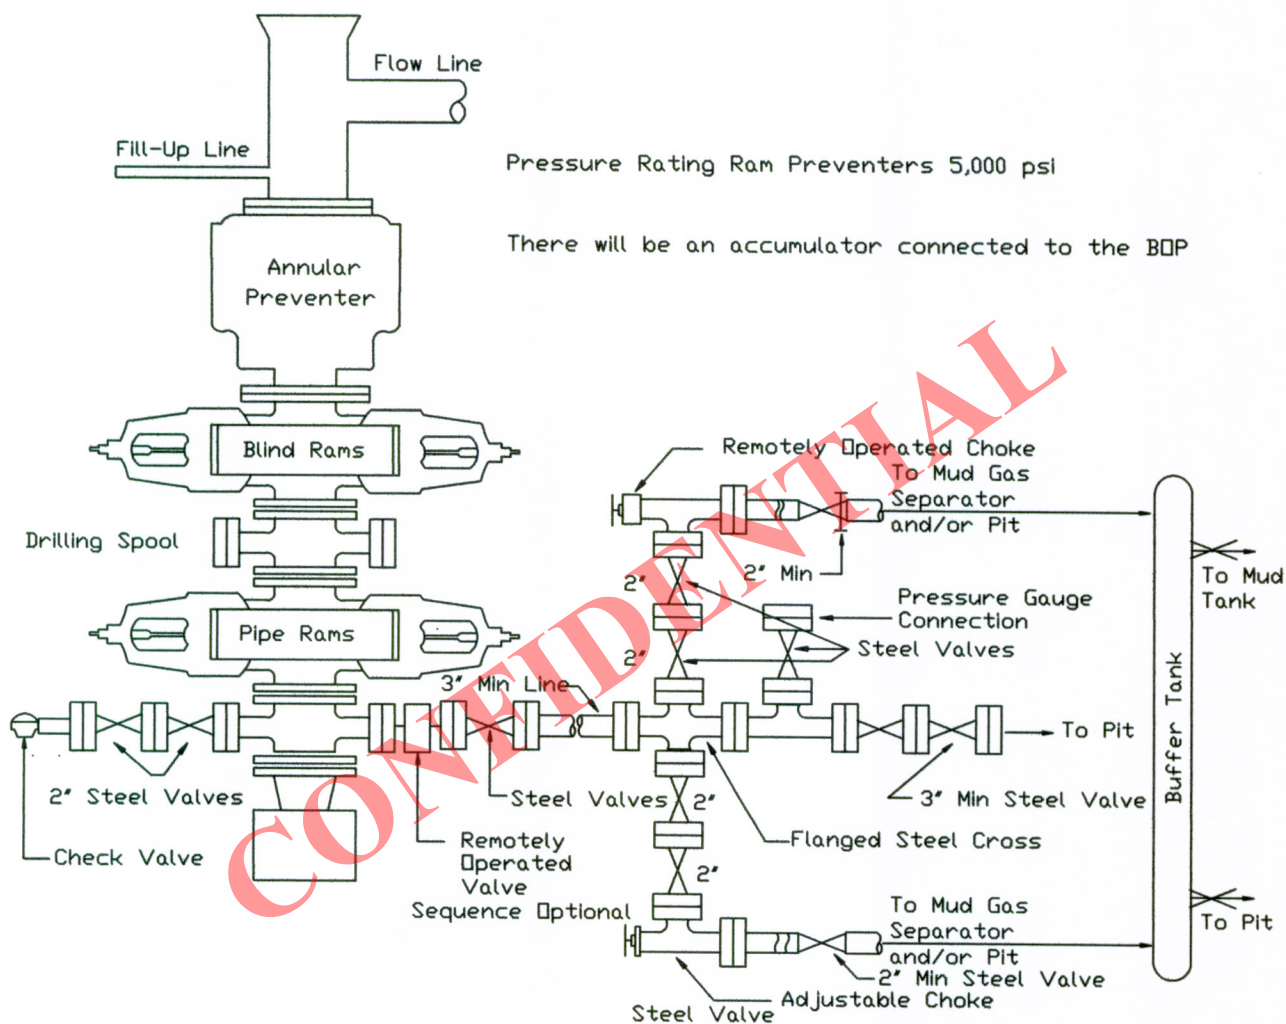 Flow Line
Fill-Up Line
Pressure Rating Ram Preventers 5,000 psi
There will be an accumulator connected to the BOP
Annular
Preventer
Blind Rams
Drilling Spool
Pipe Rams
Remotely Operated Choke
To Mud Gas
Separator
and/or Pit
2" Min
2"
2"
Pressure Gauge
Connection
Steel Valves
To Mud
Tank
3" Min Line
To Pit
Buffer Tank
2" Steel Valves
Steel Valves
2"
3" Min Steel Valve
Check Valve
Remotely
Operated
Valve
Sequence Optional
Flanged Steel Cross
2"
To Mud Gas
Separator
and/or Pit
To Pit
2" Min Steel Valve
Adjustable Choke
Steel Valve
CONFIDENTIAL